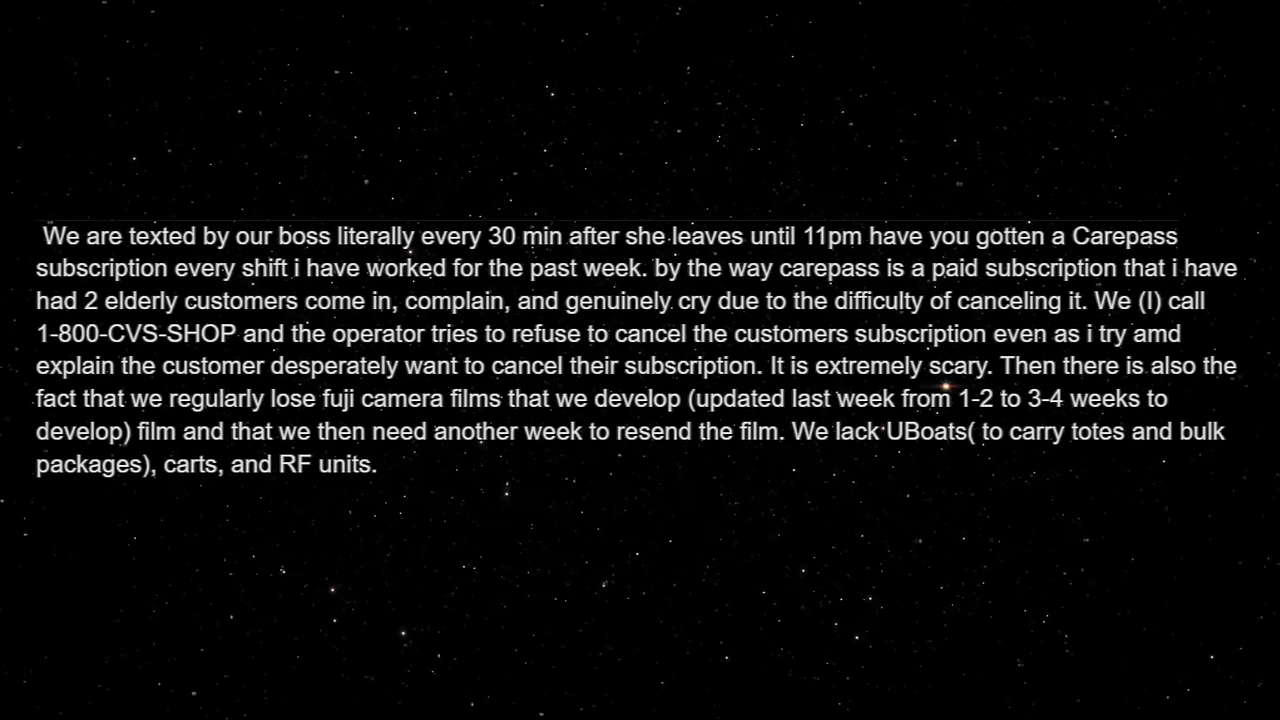 We are texted by our boss literally every 30 min after she leaves until 11pm have you gotten a Carepass
subscription every shift i have worked for the past week. by the way carepass is a paid subscription that i have
had 2 elderly customers come in, complain, and genuinely cry due to the difficulty of canceling it. We (I) call
1-800-CVS-SHOP and the operator tries to refuse to cancel the customers subscription even as i try amd
explain the customer desperately want to cancel their subscription. It is extremely scary. Then there is also the
fact that we regularly lose fuji camera films that we develop (updated last week from 1-2 to 3-4 weeks to
develop) film and that we then need another week to resend the film. We lack UBoats( to carry totes and bulk
packages), carts, and RF units.